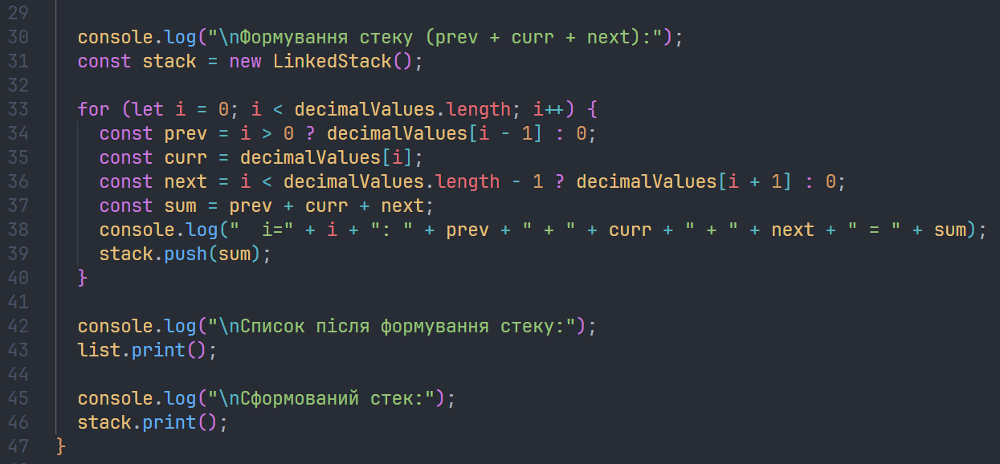 29
30 console.log("\nФормування стеку (prev + curr + next):");
31 const stack = new LinkedStack();
32
33 for (let i = 0; i < decimalValues.length; i++) {
34   const prev = i > 0 ? decimalValues[i - 1] : 0;
35   const curr = decimalValues[i];
36   const next = i < decimalValues.length - 1 ? decimalValues[i + 1] : 0;
37   const sum = prev + curr + next;
38   console.log("  i=" + i + ": " + prev + " + " + curr + " + " + next + " = " + sum);
39   stack.push(sum);
40 }
41
42 console.log("\nСписок після формування стеку:");
43 list.print();
44
45 console.log("\nСформований стек:");
46 stack.print();
47 }